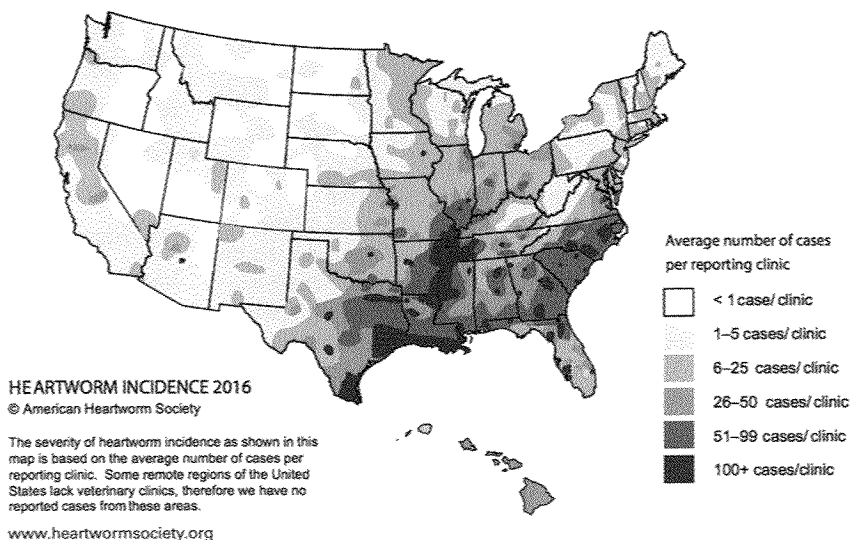 Average number of cases
per reporting clinic
< 1 case/ clinic
1–5 cases/ clinic
6–25 cases/ clinic
26–50 cases/ clinic
51–99 cases/ clinic
100+ cases/clinic
HEARTWORM INCIDENCE 2016
© American Heartworm Society
The severity of heartworm incidence as shown in this
map is based on the average number of cases per
reporting clinic. Some remote regions of the United
States lack veterinary clinics, therefore we have no
reported cases from these areas.
www.heartwormsociety.org